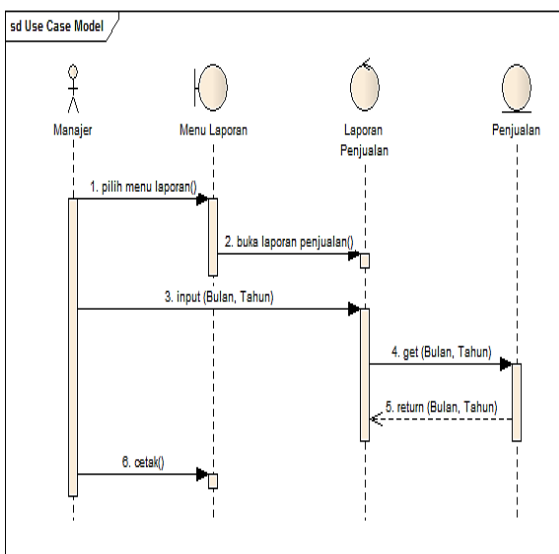 sd Use Case Model
Manajer
Menu Laporan
Laporan
Penjualan
Penjualan
1. pilih menu laporan()
2. buka laporan penjualan()
3. input (Bulan, Tahun)
4. get (Bulan, Tahun)
5. return (Bulan, Tahun)
6. cetak()